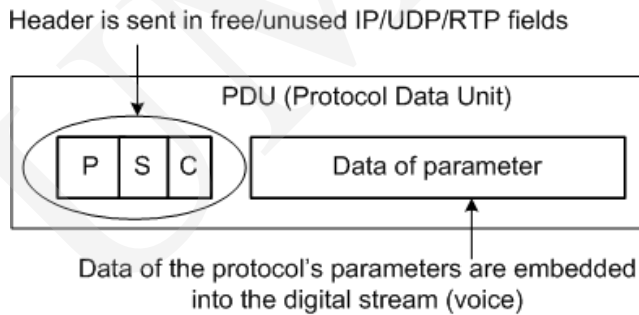 Header is sent in free/unused IP/UDP/RTP fields
PDU (Protocol Data Unit)
P S C Data of parameter
Data of the protocol's parameters are embedded
into the digital stream (voice)